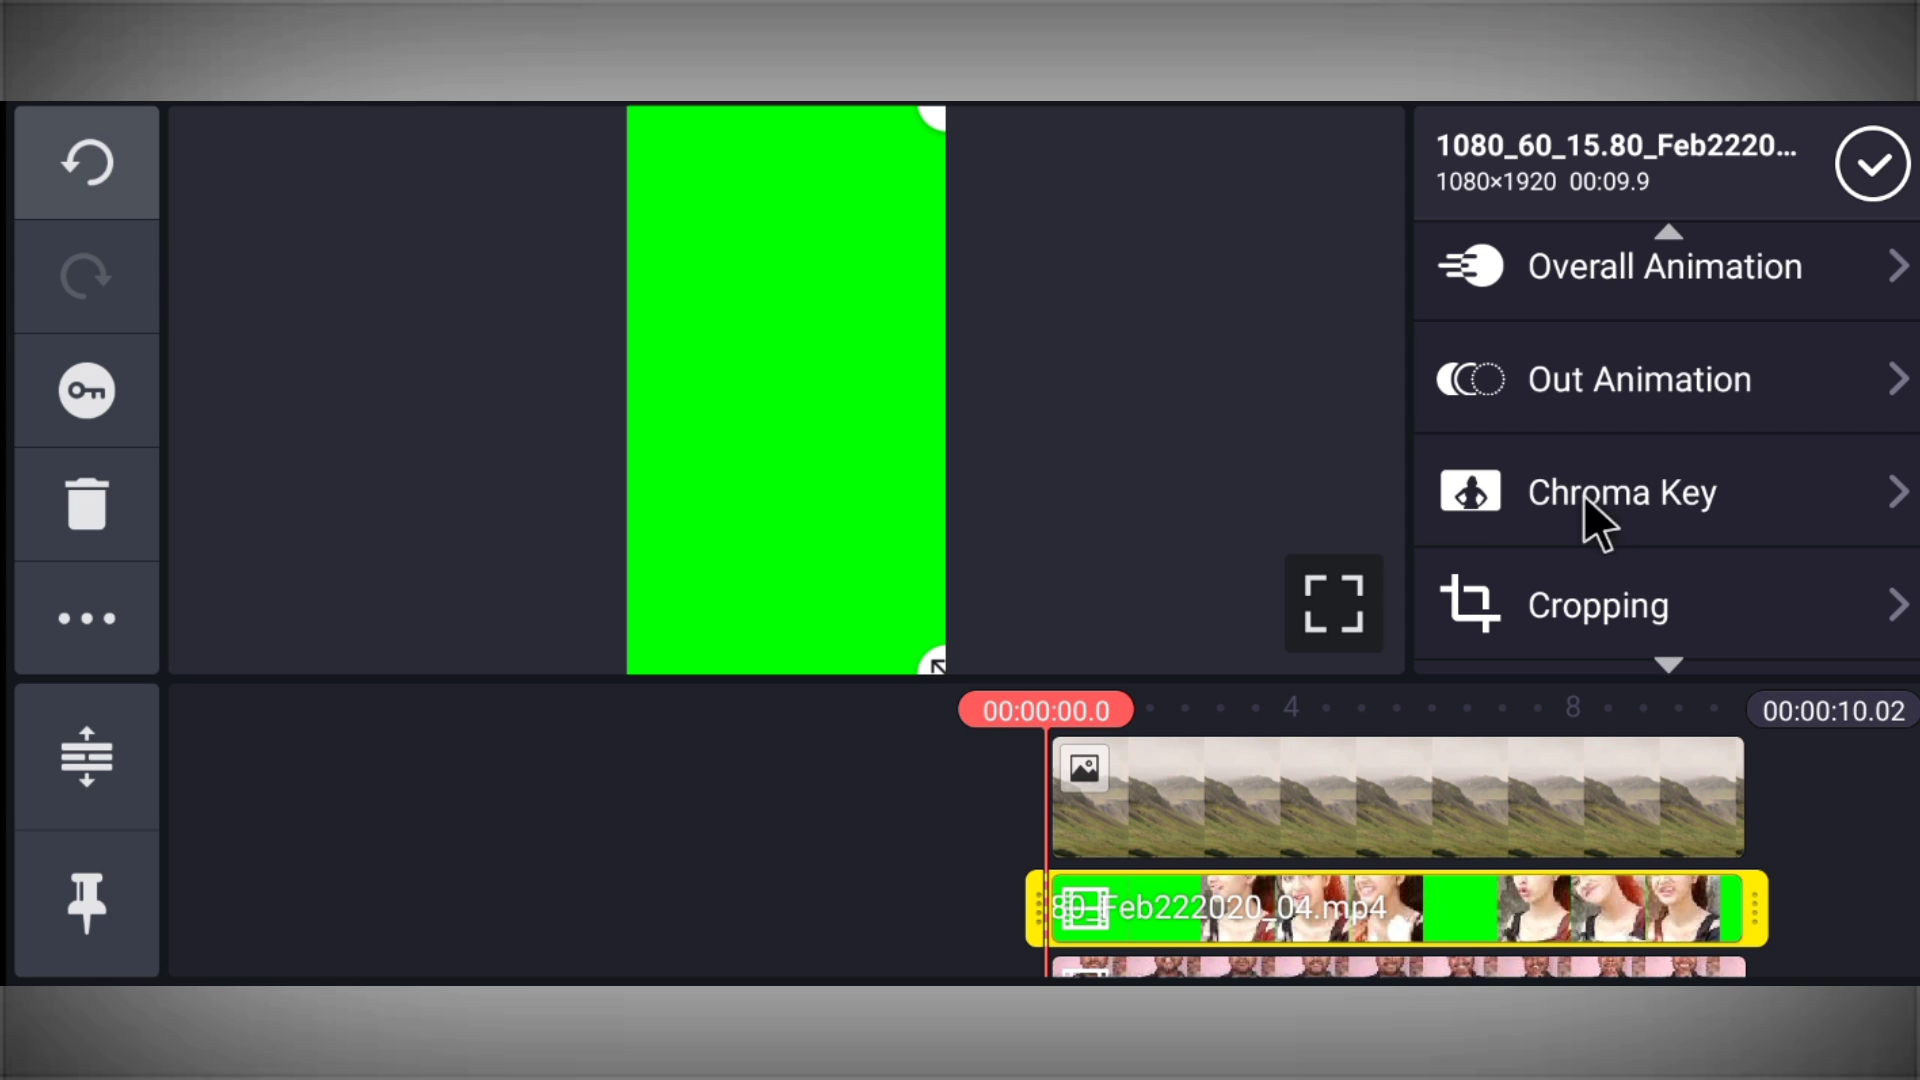 1080_60_15.80_Feb2220...
1080×1920 00:09.9
Overall Animation
Out Animation
Chroma Key
Cropping
00:00:00.0
4
8
00:00:10.02
80_Feb222020_04.mp4